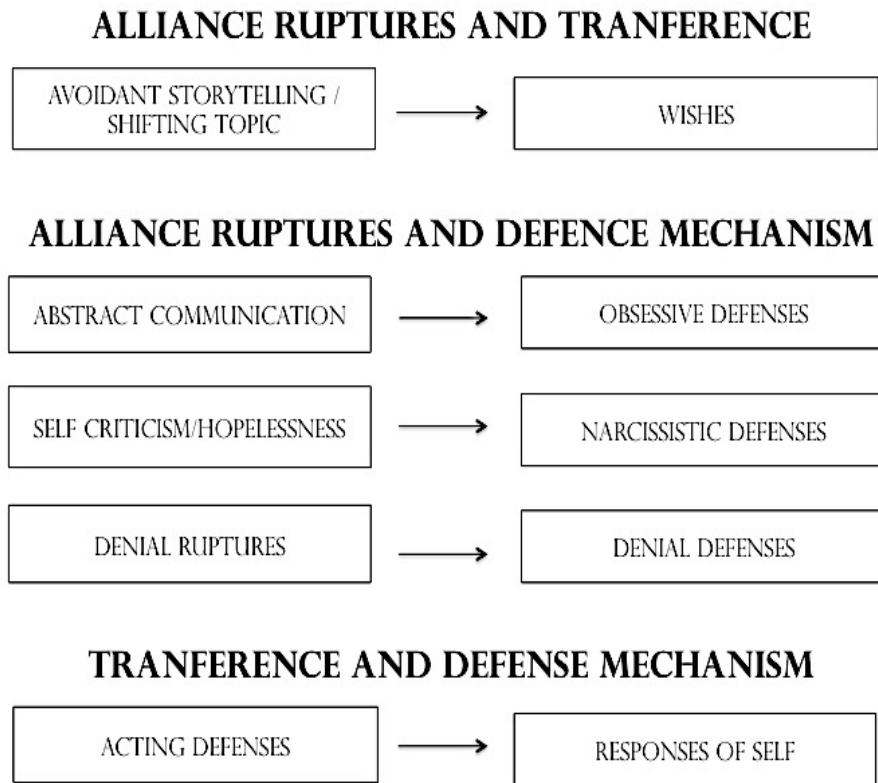 ALLIANCE RUPTURES AND TRANFERENCE
AVOIDANT STORYTELLING /
SHIFTING TOPIC
WISHES
ALLIANCE RUPTURES AND DEFENCE MECHANISM
ABSTRACT COMMUNICATION
OBSESSIVE DEFENSES
SELF CRITICISM/HOPELESSNESS
NARCISSISTIC DEFENSES
DENIAL RUPTURES
DENIAL DEFENSES
TRANFERENCE AND DEFENSE MECHANISM
ACTING DEFENSES
RESPONSES OF SELF